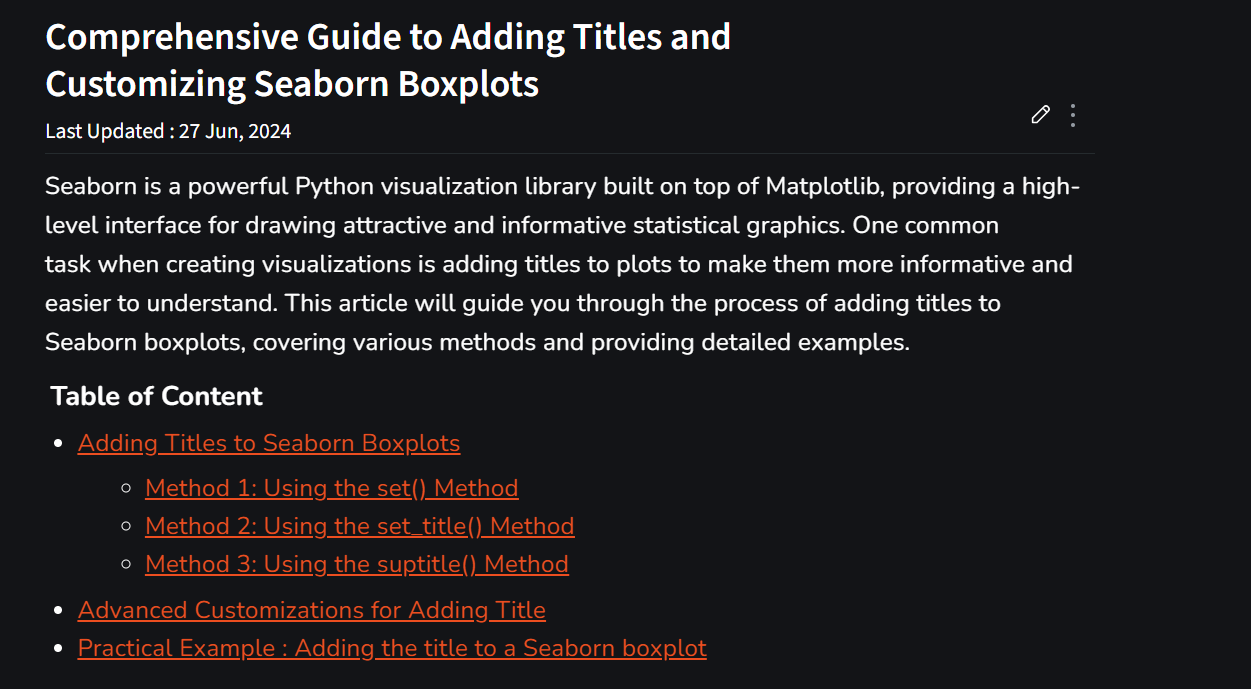 Comprehensive Guide to Adding Titles and
Customizing Seaborn Boxplots
Last Updated : 27 Jun, 2024
Seaborn is a powerful Python visualization library built on top of Matplotlib, providing a high-
level interface for drawing attractive and informative statistical graphics. One common
task when creating visualizations is adding titles to plots to make them more informative and
easier to understand. This article will guide you through the process of adding titles to
Seaborn boxplots, covering various methods and providing detailed examples.
Table of Content
Adding Titles to Seaborn Boxplots
Method 1: Using the set() Method
Method 2: Using the set_title() Method
Method 3: Using the suptitle() Method
Advanced Customizations for Adding Title
Practical Example : Adding the title to a Seaborn boxplot